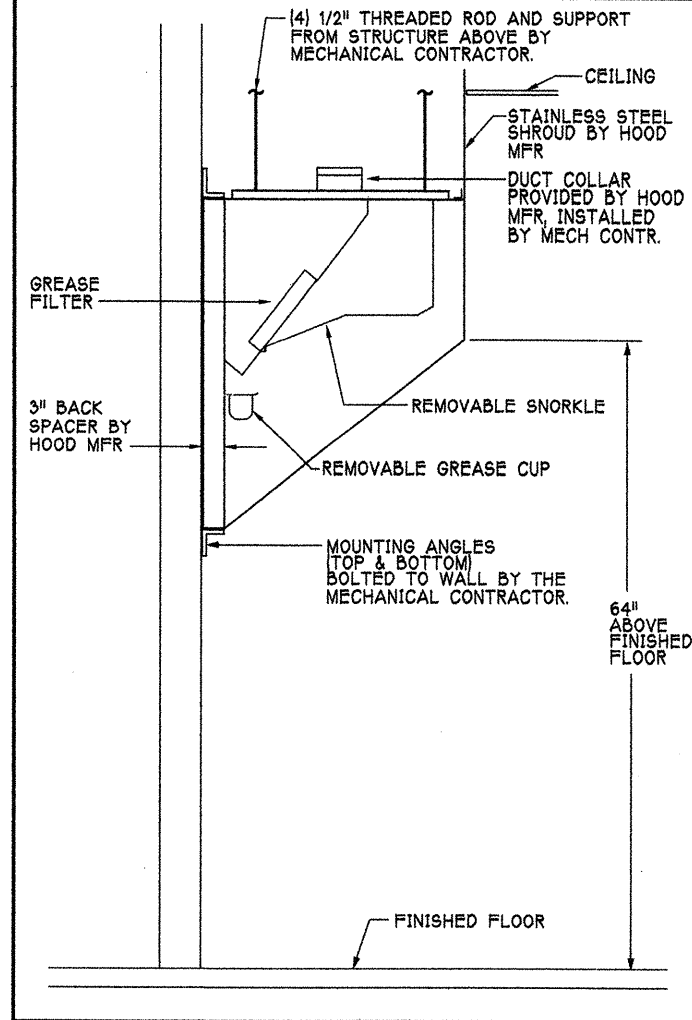 (4) 1/2" THREADED ROD AND SUPPORT
FROM STRUCTURE ABOVE BY
MECHANICAL CONTRACTOR.
CEILING
STAINLESS STEEL
SHROUD BY HOOD
MFR
DUCT COLLAR
PROVIDED BY HOOD
MFR, INSTALLED
BY MECH CONTR.
GREASE
FILTER
3" BACK
SPACER BY
HOOD MFR
REMOVABLE SNORKLE
REMOVABLE GREASE CUP
MOUNTING ANGLES
(TOP & BOTTOM)
BOLTED TO WALL BY THE
MECHANICAL CONTRACTOR.
64"
ABOVE
FINISHED
FLOOR
FINISHED FLOOR